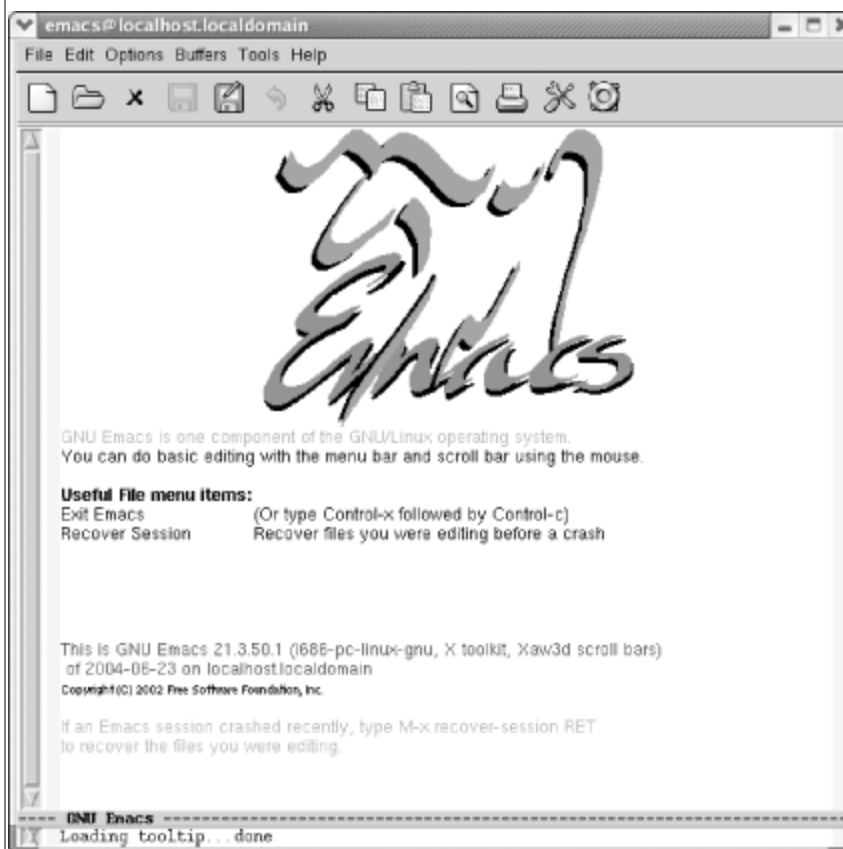 emacs@localhost.localdomain
File Edit Options Buffers Tools Help
Emacs
GNU Emacs is one component of the GNU/Linux operating system.
You can do basic editing with the menu bar and scroll bar using the mouse.
Useful File menu items:
Exit Emacs (Or type Control-x followed by Control-c)
Recover Session Recover files you were editing before a crash
This is GNU Emacs 21.3.50.1 (i686-pc-linux-gnu, X toolkit, Xaw3d scroll bars)
of 2004-06-23 on localhost.localdomain
Copyright (C) 2002 Free Software Foundation, Inc.
If an Emacs session crashed recently, type M-x recover-session RET
to recover the files you were editing.
---- GNU Emacs ----
Loading tooltip...done